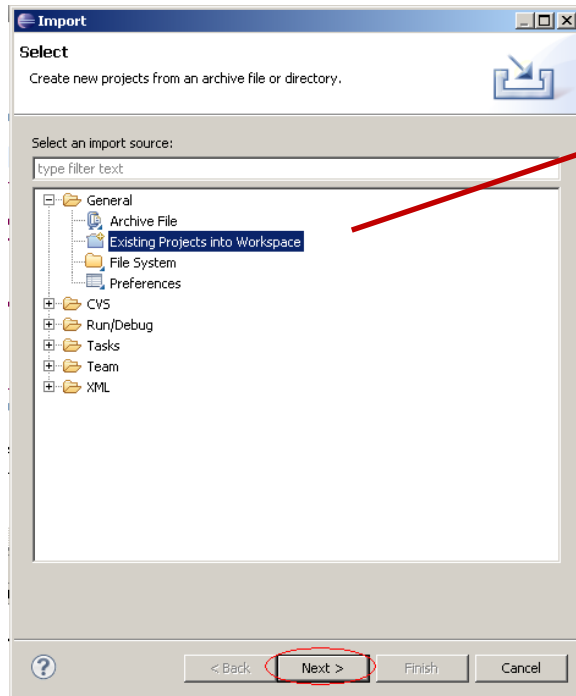 Import
Select
Create new projects from an archive file or directory.
Select an import source:
type filter text
General
Archive File
Existing Projects into Workspace
File System
Preferences
CVS
Run/Debug
Tasks
Team
XML
? < Back Next > Finish Cancel